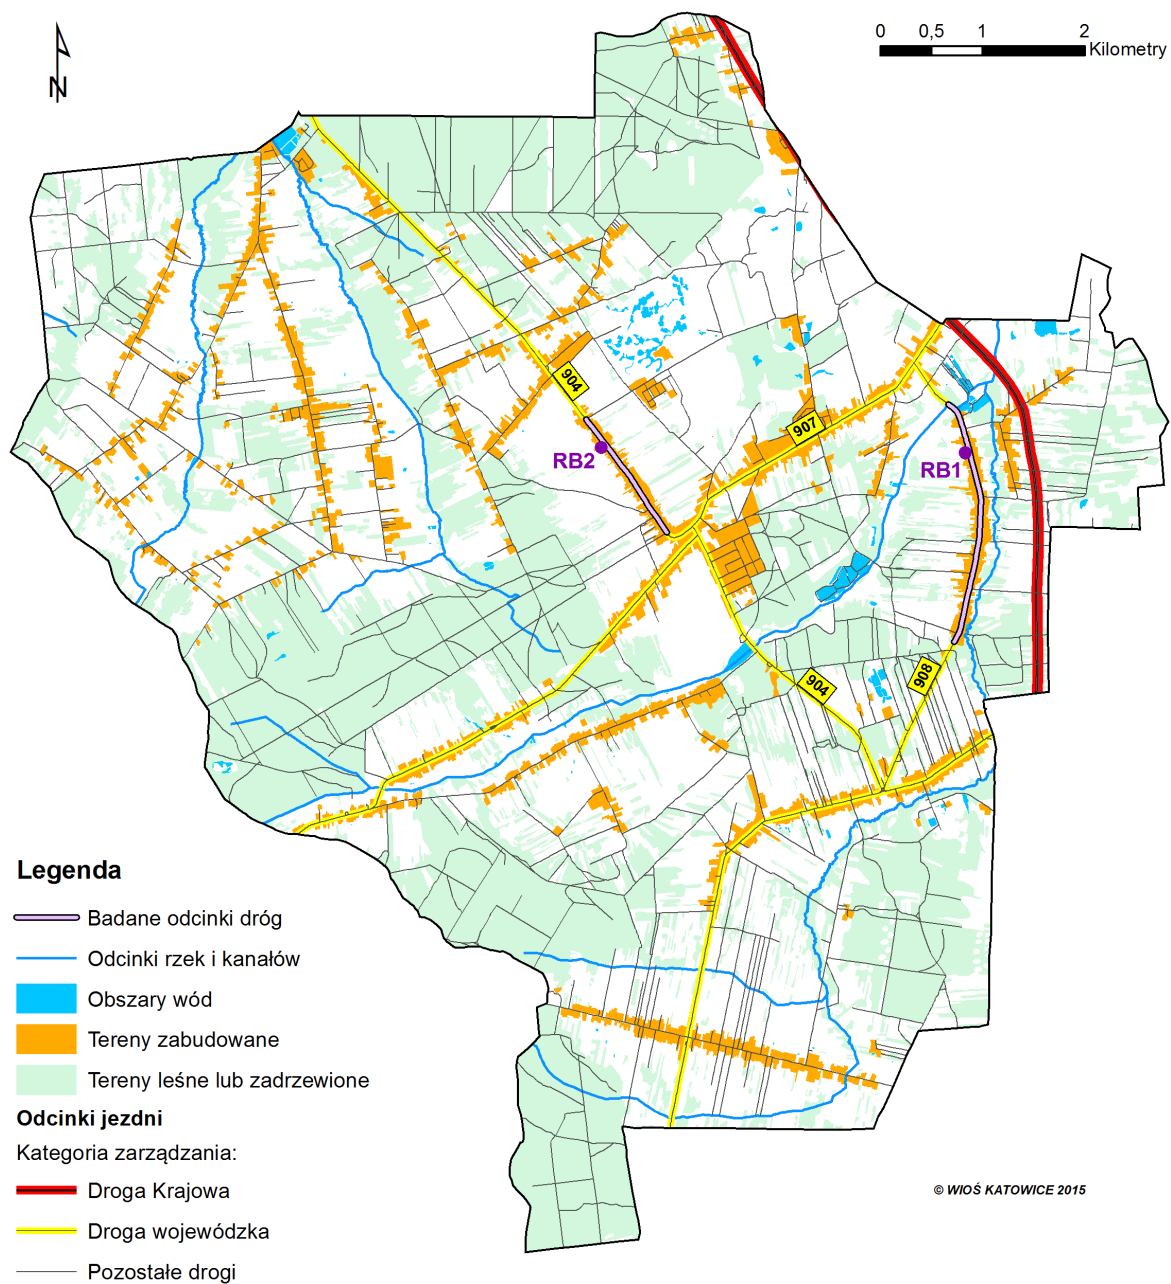 N
0 0,5 1 2
Kilometry
904
907
RB2
RB1
904
908
Legenda
Badane odcinki dróg
Odcinki rzek i kanałów
Obszary wód
Tereny zabudowane
Tereny leśne lub zadrzewione
Odcinki jezdni
Kategoria zarządzania:
Droga Krajowa
Droga wojewódzka
Pozostałe drogi
© WIOŚ KATOWICE 2015